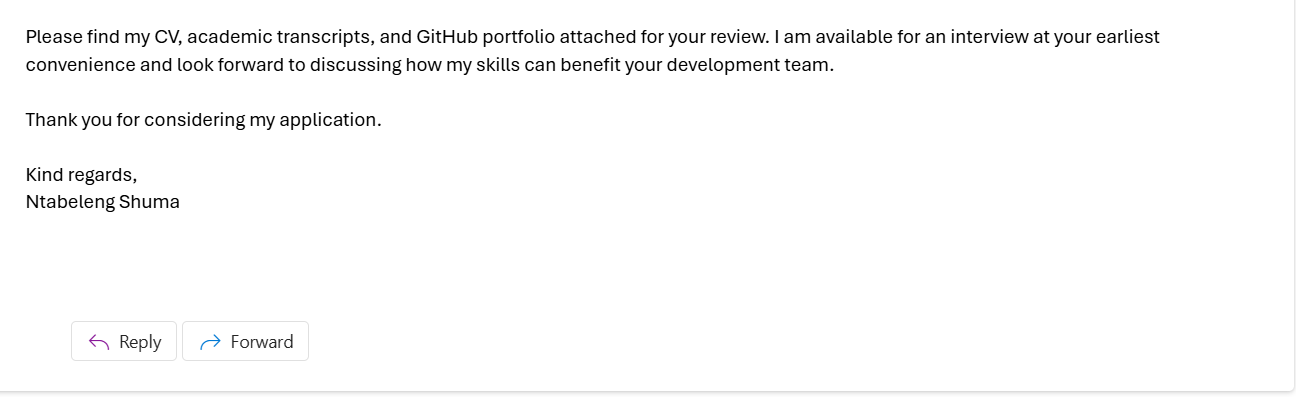 Please find my CV, academic transcripts, and GitHub portfolio attached for your review. I am available for an interview at your earliest
convenience and look forward to discussing how my skills can benefit your development team.
Thank you for considering my application.
Kind regards,
Ntabeleng Shuma
Reply Forward